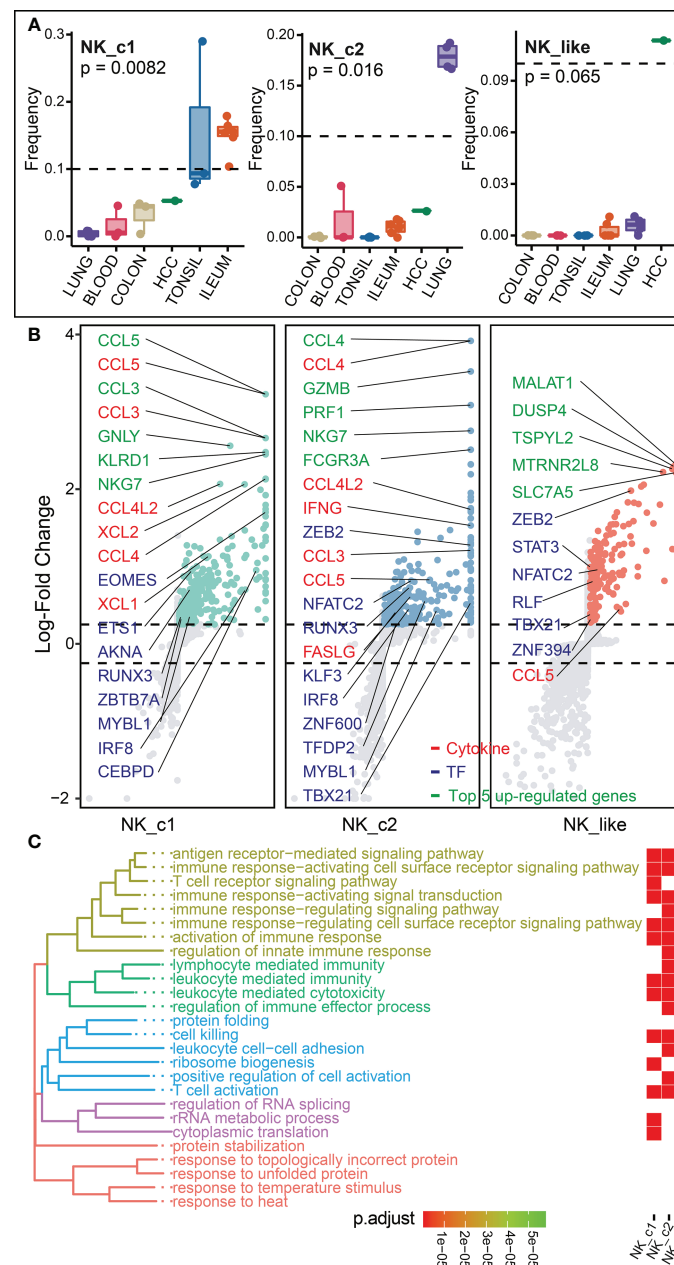 A
NK_c1
p = 0.0082
Frequency
0.3
0.2
0.1
0.0
LUNG
BLOOD
COLON
HCC
TONSIL
ILEUM
NK_c2
p = 0.016
Frequency
0.20
0.15
0.10
0.05
0.00
COLON
BLOOD
TONSIL
ILEUM
HCC
LUNG
NK_like
p = 0.065
Frequency
0.09
0.06
0.03
0.00
COLON
BLOOD
TONSIL
ILEUM
LUNG
HCC
B
Log-Fold Change
4
2
0
−2
CCL5
CCL5
CCL3
CCL3
GNLY
KLRD1
NKG7
CCL4L2
XCL2
CCL4
EOMES
XCL1
ETS1
AKNA
RUNX3
ZBTB7A
MYBL1
IRF8
CEBPD
NK_c1
CCL4
CCL4
GZMB
PRF1
NKG7
FCGR3A
CCL4L2
IFNG
ZEB2
CCL3
CCL5
NFATC2
RUNX3
FASLG
KLF3
IRF8
ZNF600
TFDP2
MYBL1
TBX21
NK_c2
MALAT1
DUSP4
TSPYL2
MTRNR2L8
SLC7A5
ZEB2
STAT3
NFATC2
RLF
TBX21
ZNF394
CCL5
Cytokine
TF
Top 5 up-regulated genes
NK_like
C
antigen receptor−mediated signaling pathway
immune response−activating cell surface receptor signaling pathway
T cell receptor signaling pathway
immune response−activating signal transduction
immune response−regulating signaling pathway
immune response−regulating cell surface receptor signaling pathway
activation of immune response
regulation of innate immune response
lymphocyte mediated immunity
leukocyte mediated immunity
leukocyte mediated cytotoxicity
regulation of immune effector process
protein folding
cell killing
leukocyte cell−cell adhesion
ribosome biogenesis
positive regulation of cell activation
T cell activation
regulation of RNA splicing
rRNA metabolic process
cytoplasmic translation
protein stabilization
response to topologically incorrect protein
response to unfolded protein
response to temperature stimulus
response to heat
p.adjust
1e−05
2e−05
3e−05
4e−05
5e−05
NK_c1
NK_c2